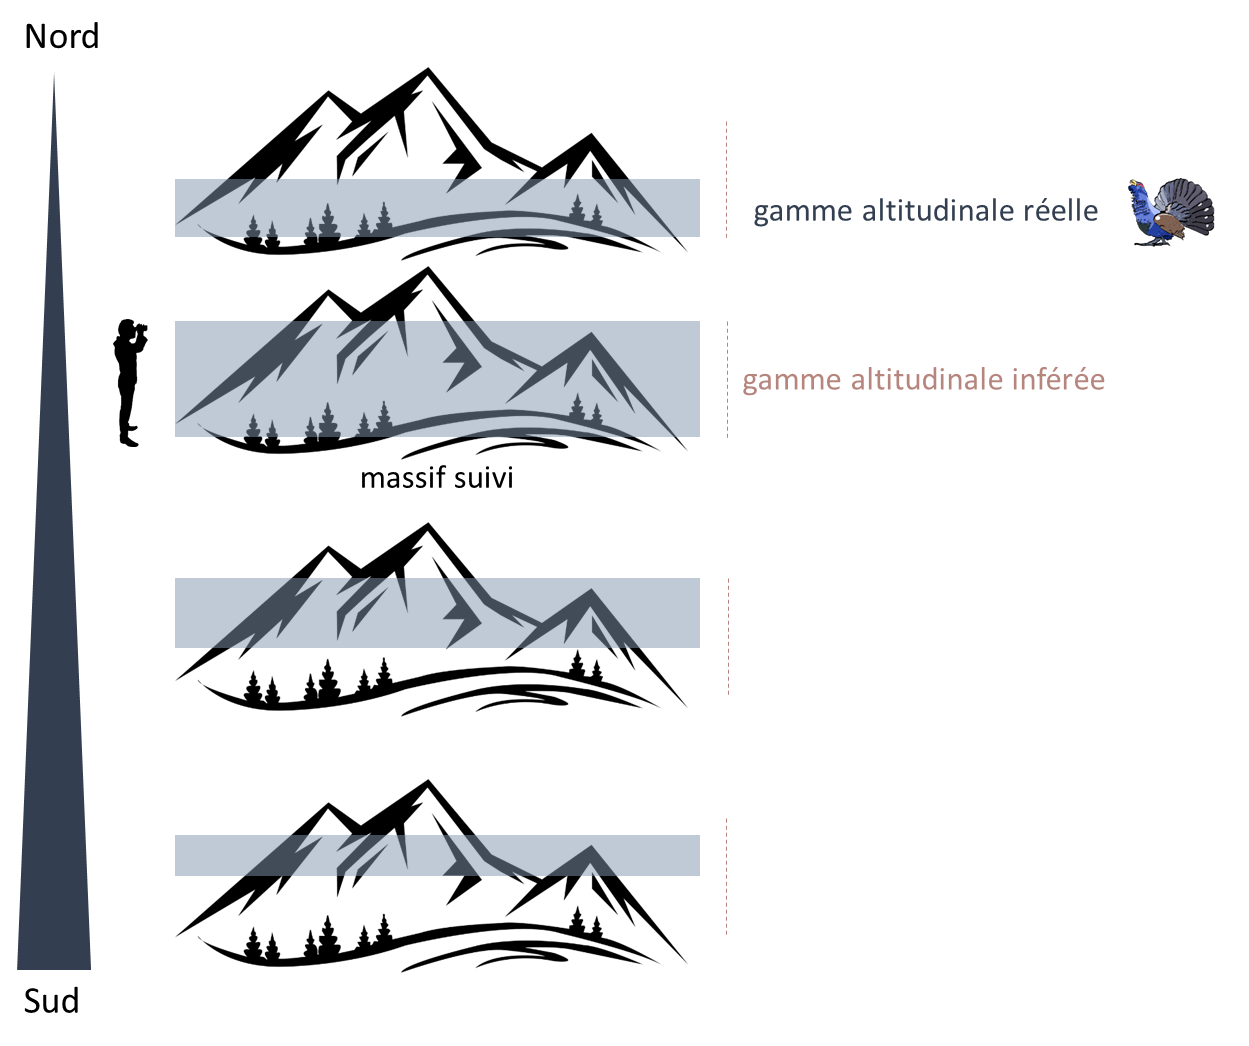 Nord
gamme altitudinale réelle
gamme altitudinale inférée
massif suivi
Sud